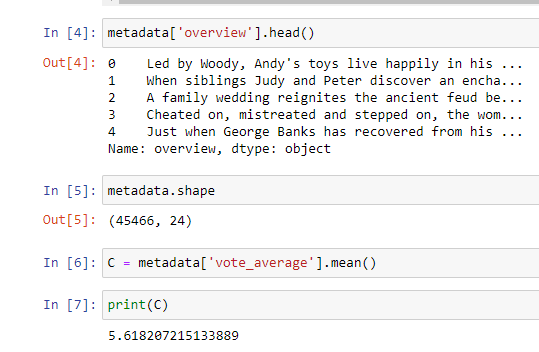 In [4]: metadata['overview'].head()
Out[4]: 0    Led by Woody, Andy's toys live happily in his ...
1    When siblings Judy and Peter discover an encha...
2    A family wedding reignites the ancient feud be...
3    Cheated on, mistreated and stepped on, the wom...
4    Just when George Banks has recovered from his ...
Name: overview, dtype: object
In [5]: metadata.shape
Out[5]: (45466, 24)
In [6]: C = metadata['vote_average'].mean()
In [7]: print(C)
5.618207215133889